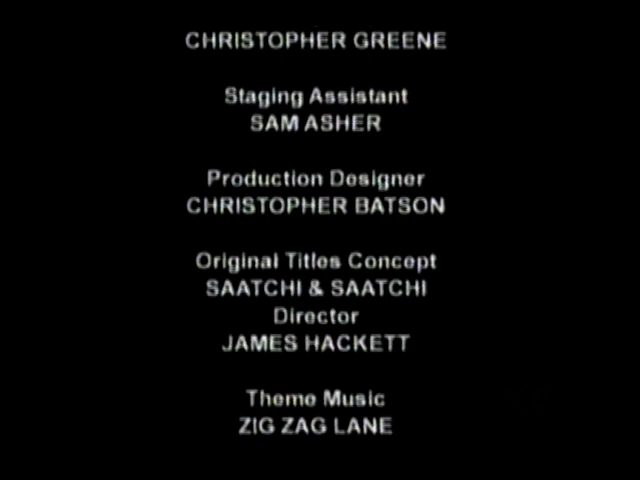 CHRISTOPHER GREENE
Staging Assistant
SAM ASHER
Production Designer
CHRISTOPHER BATSON
Original Titles Concept
SAATCHI & SAATCHI
Director
JAMES HACKETT
Theme Music
ZIG ZAG LANE